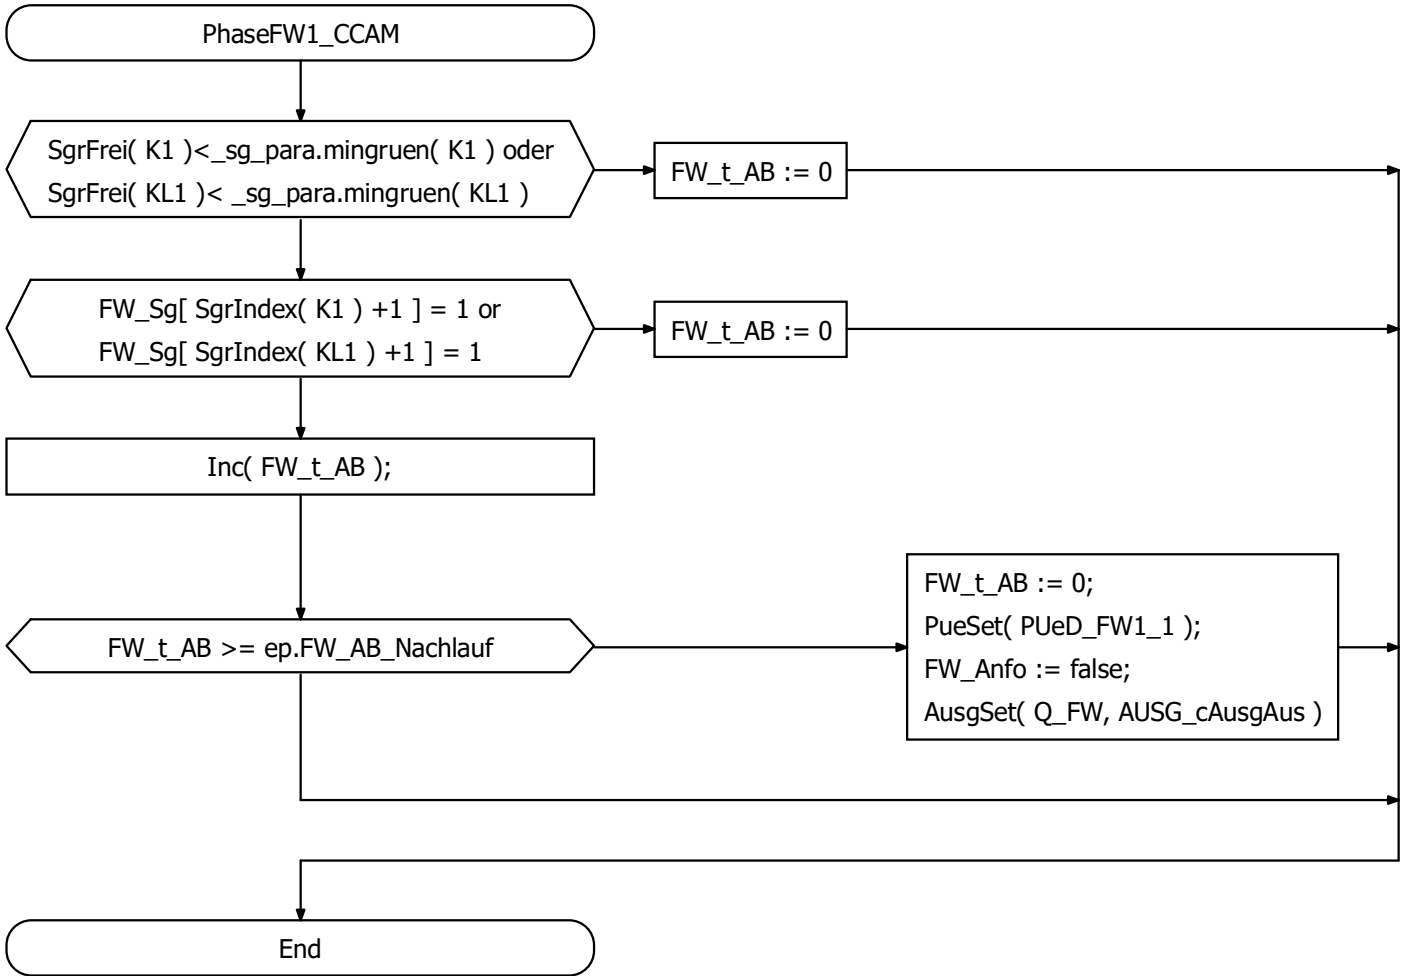 PhaseFW1_CCAM
SgrFrei( K1 )<_sg_para.mingruen( K1 ) oder
SgrFrei( KL1 )< _sg_para.mingruen( KL1 )
FW_t_AB := 0
FW_Sg[ SgrIndex( K1 ) +1 ] = 1 or
FW_Sg[ SgrIndex( KL1 ) +1 ] = 1
FW_t_AB := 0
Inc( FW_t_AB );
FW_t_AB >= ep.FW_AB_Nachlauf
FW_t_AB := 0;
PueSet( PUeD_FW1_1 );
FW_Anfo := false;
AusgSet( Q_FW, AUSG_cAusgAus )
End